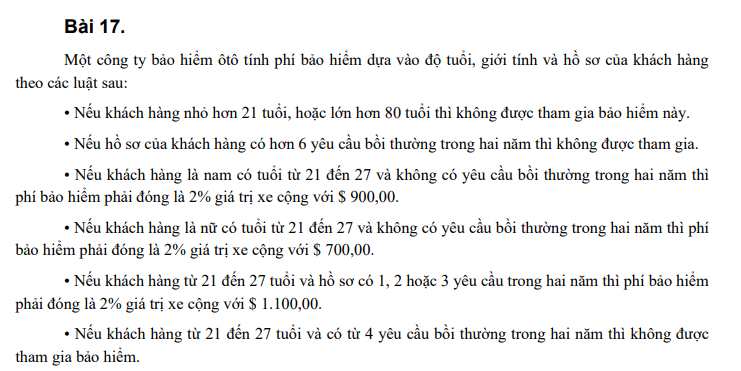 Bài 17.
Một công ty bảo hiểm ôtô tính phí bảo hiểm dựa vào độ tuổi, giới tính và hồ sơ của khách hàng
theo các luật sau:
• Nếu khách hàng nhỏ hơn 21 tuổi, hoặc lớn hơn 80 tuổi thì không được tham gia bảo hiểm này.
• Nếu hồ sơ của khách hàng có hơn 6 yêu cầu bồi thường trong hai năm thì không được tham gia.
• Nếu khách hàng là nam có tuổi từ 21 đến 27 và không có yêu cầu bồi thường trong hai năm thì
phí bảo hiểm phải đóng là 2% giá trị xe cộng với $ 900,00.
• Nếu khách hàng là nữ có tuổi từ 21 đến 27 và không có yêu cầu bồi thường trong hai năm thì phí
bảo hiểm phải đóng là 2% giá trị xe cộng với $ 700,00.
• Nếu khách hàng từ 21 đến 27 tuổi và hồ sơ có 1, 2 hoặc 3 yêu cầu trong hai năm thì phí bảo hiểm
phải đóng là 2% giá trị xe cộng với $ 1.100,00.
• Nếu khách hàng từ 21 đến 27 tuổi và có từ 4 yêu cầu bồi thường trong hai năm thì không được
tham gia bảo hiểm.